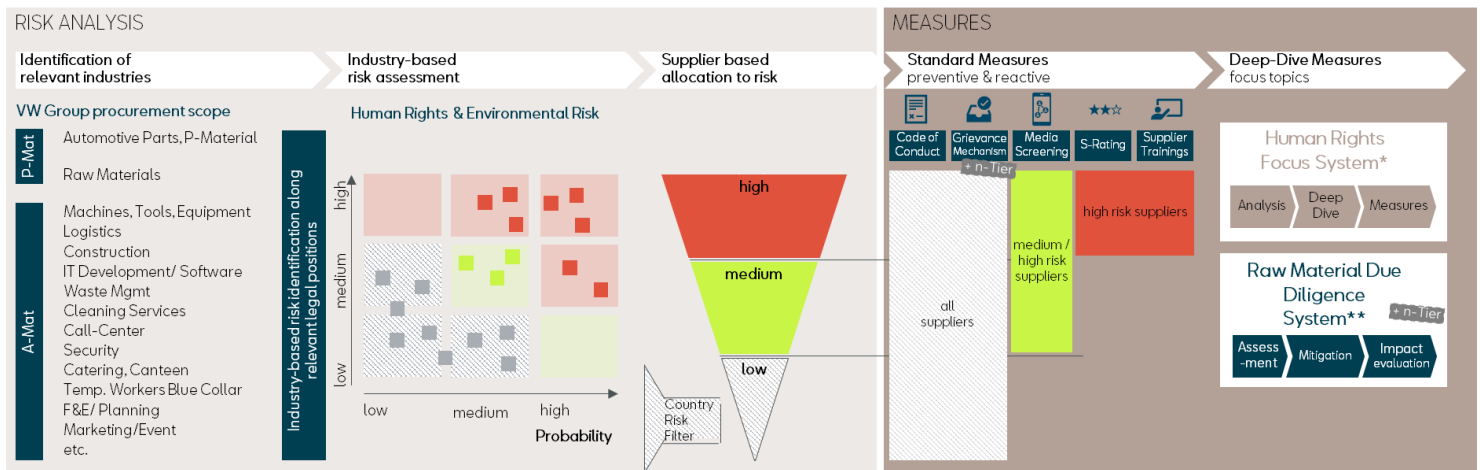 RISK ANALYSIS
Identification of
relevant industries
Industry-based
risk assessment
Supplier based
allocation to risk
VW Group procurement scope
P-Mat
Automotive Parts, P-Material
Raw Materials
A-Mat
Machines, Tools, Equipment
Logistics
Construction
IT Development/ Software
Waste Mgmt
Cleaning Services
Call-Center
Security
Catering, Canteen
Temp. Workers Blue Collar
F&E/ Planning
Marketing/Event
etc.
Industry-based risk identification along
relevant legal positions
Human Rights & Environmental Risk
high
medium
low
low
medium
high
Probability
high
medium
low
Country
Risk
Filter
MEASURES
Standard Measures
preventive & reactive
Deep-Dive Measures
focus topics
Code of
Conduct
Grievance
Mechanism
+ n-Tier
Media
Screening
S-Rating
Supplier
Trainings
all
suppliers
medium /
high risk
suppliers
high risk suppliers
Human Rights
Focus System*
Analysis
Deep
Dive
Measures
Raw Material Due
Diligence
System**
+ n-Tier
Assess
-ment
Mitigation
Impact
evaluation